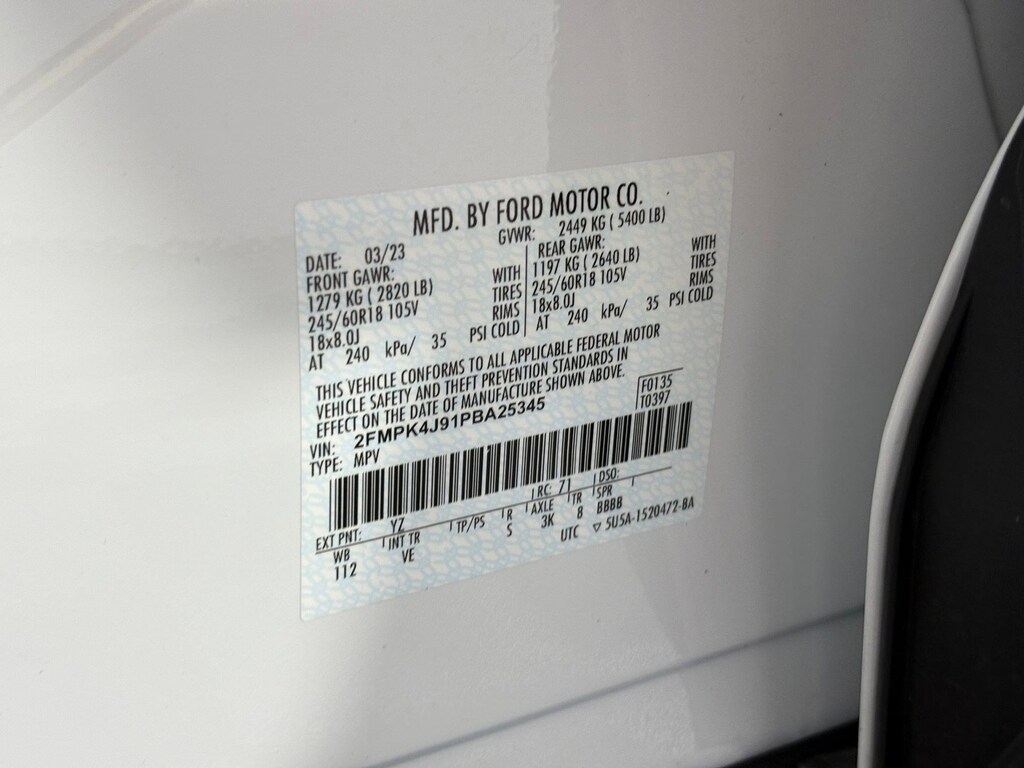 MFD. BY FORD MOTOR CO.
DATE: 03/23
GVWR: 2449 KG ( 5400 LB)
FRONT GAWR:
1279 KG ( 2820 LB) WITH
245/60R18 105V TIRES
18x8.0J RIMS
AT 240 kPa/ 35 PSI COLD
REAR GAWR:
1197 KG ( 2640 LB) WITH
245/60R18 105V TIRES
18x8.0J RIMS
AT 240 kPa/ 35 PSI COLD
THIS VEHICLE CONFORMS TO ALL APPLICABLE FEDERAL MOTOR
VEHICLE SAFETY AND THEFT PREVENTION STANDARDS IN
EFFECT ON THE DATE OF MANUFACTURE SHOWN ABOVE.
VIN: 2FMPK4J91PBA25345
TYPE: MPV
F0135
T0397
EXT PNT: YZ RC: 71 DSO:
WB INT TR TP/PS R AXLE TR SPR
112 VE S 3K 8 BBBB
UTC ▽ 5U5A-1520472-BA